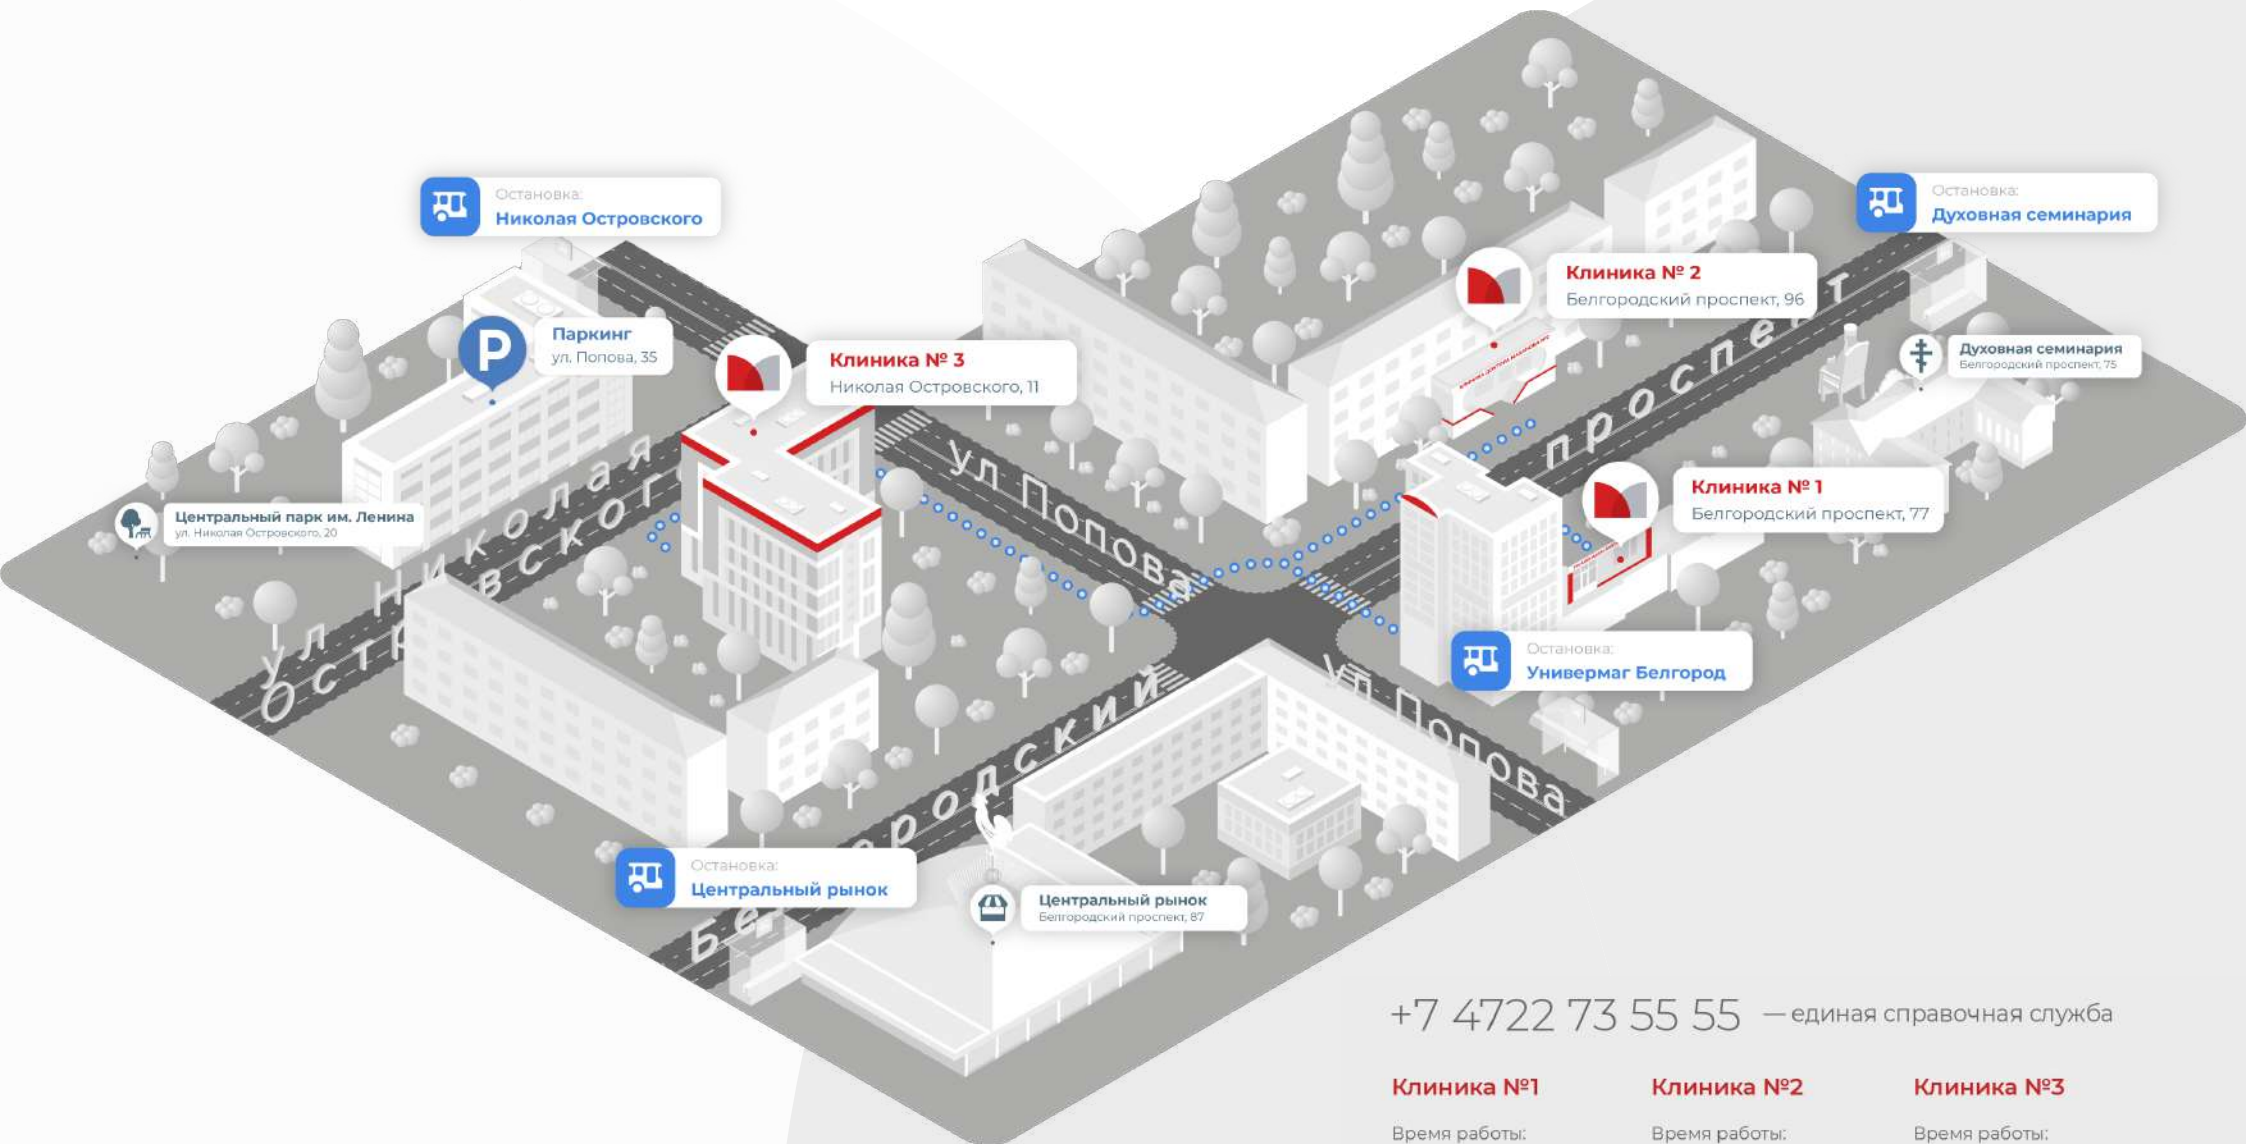 Остановка:
Николая Островского
Остановка:
Духовная семинария
Клиника № 2
Белгородский проспект, 96
Паркинг
ул. Попова, 35
P
Клиника № 3
Николая Островского, 11
Духовная семинария
Белгородский проспект, 75
проспект
ул Попова
Клиника № 1
Белгородский проспект, 77
Центральный парк им. Ленина
ул. Николая Островского, 20
ул Николая
Островского
Остановка:
Универмаг Белгород
ул Попова
Белгородский
Остановка:
Центральный рынок
Центральный рынок
Белгородский проспект, 87
+7 4722 73 55 55 — единая справочная служба
Клиника №1
Клиника №2
Клиника №3
Время работы:
Время работы:
Время работы: